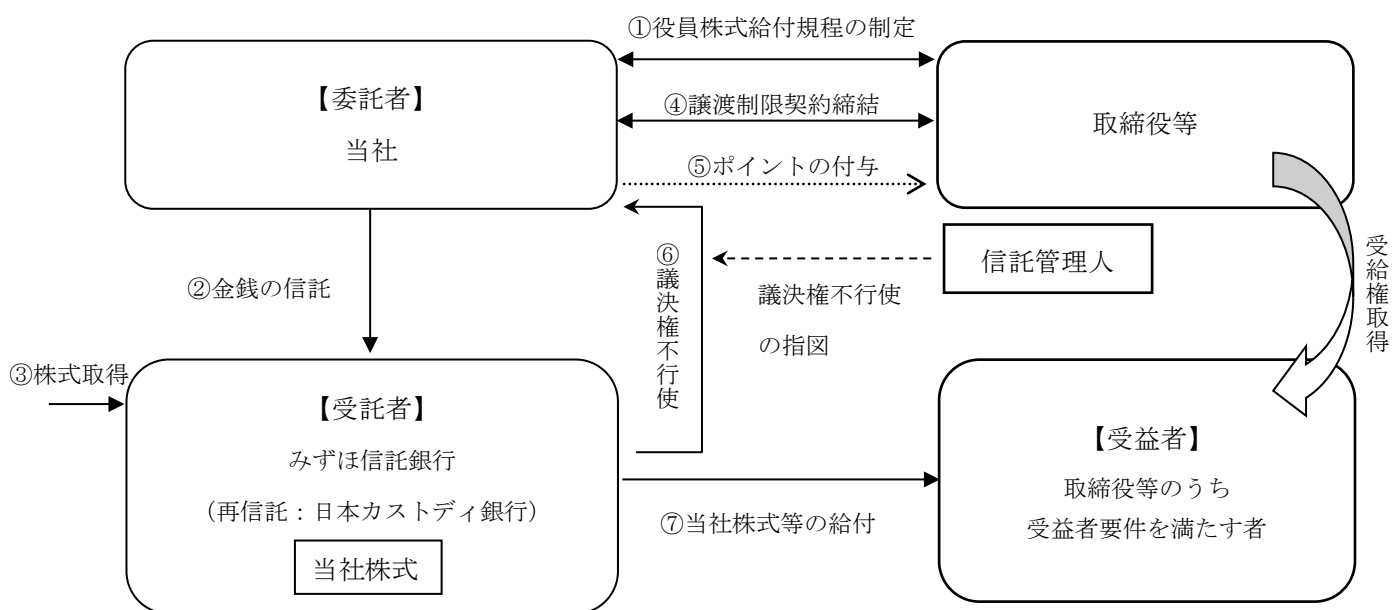 ①役員株式給付規程の制定
【委託者】
当社
④譲渡制限契約締結
取締役等
⑤ポイントの付与
②金銭の信託
⑥議決権不行使
信託管理人
議決権不行使
の指図
受給権取得
③株式取得
【受託者】
みずほ信託銀行
(再信託：日本カストディ銀行)
当社株式
⑦当社株式等の給付
【受益者】
取締役等のうち
受益者要件を満たす者